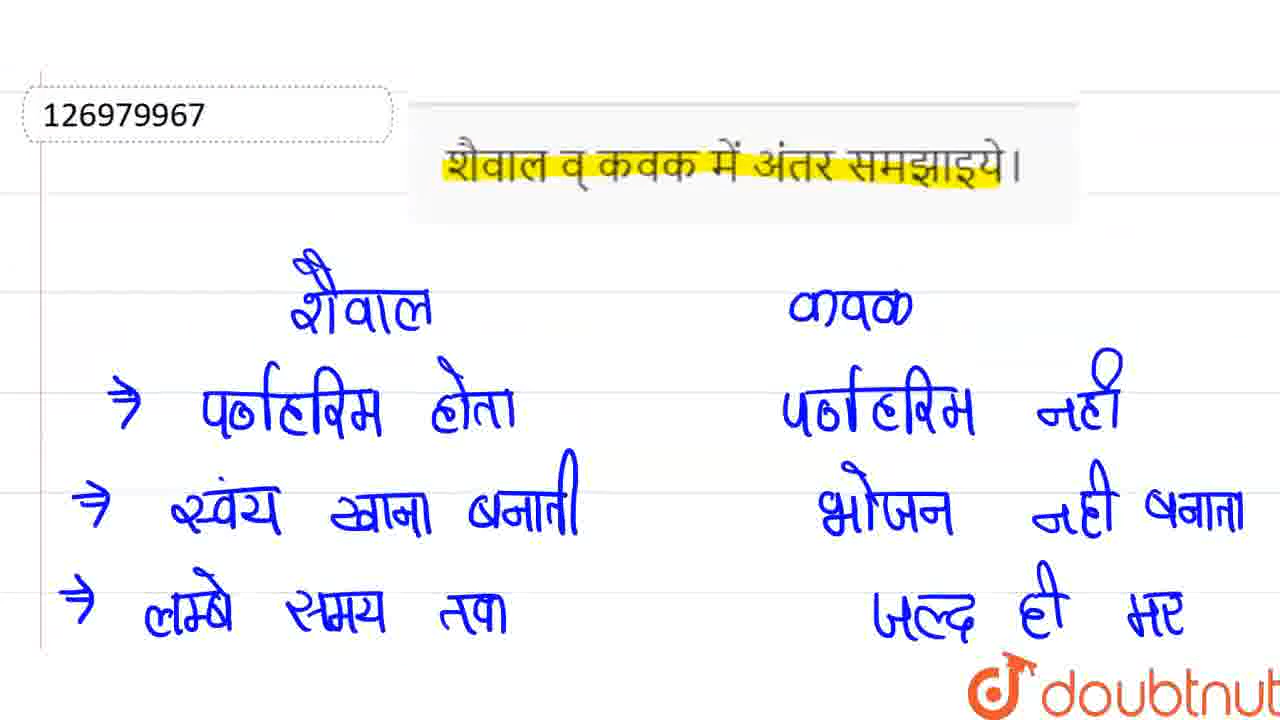 126979967
शैवाल व् कवक में अंतर समझाइये।
शैवाल कवक
⇒ पर्णहरिम होता पर्णहरिम नही
⇒ स्वंय खाना बनाती भोजन नही बनाता
⇒ लम्बे समय तक जल्द ही मर
doubtnut